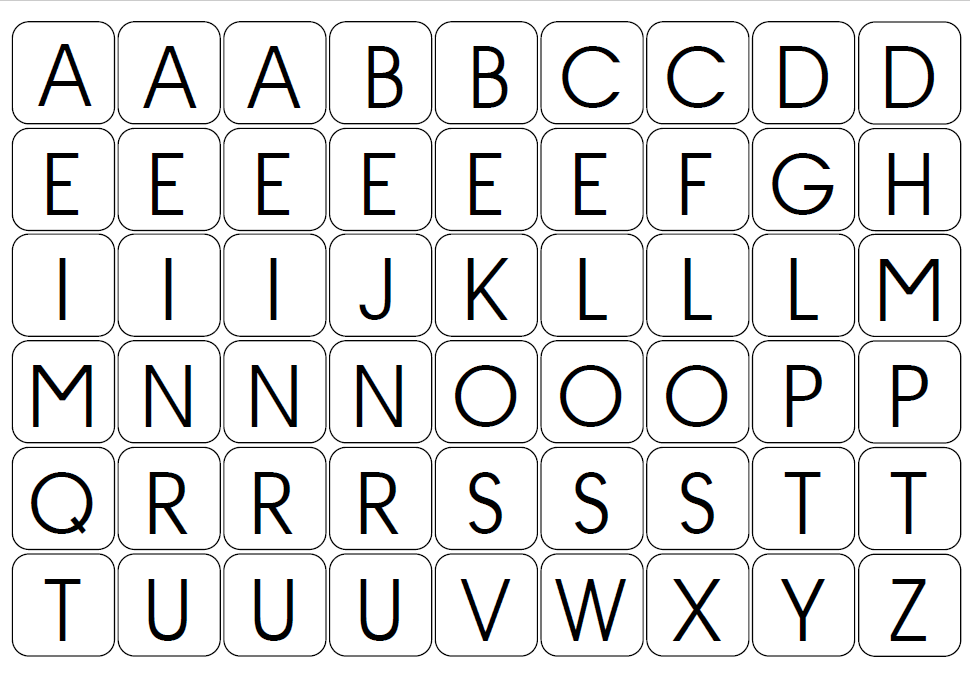 A A A B B C C D D
E E E E E E F G H
I I I J K L L L M
M N N N O O O P P
Q R R R S S S T T
T U U U V W X Y Z